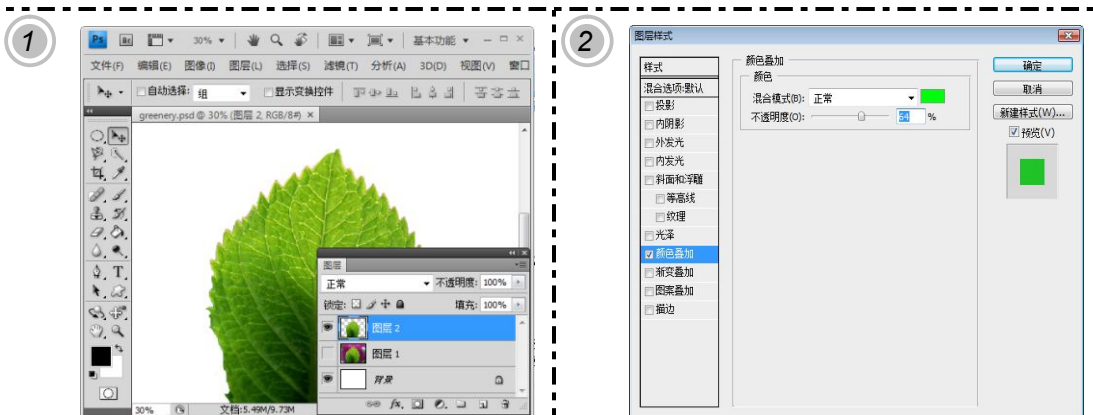 1
Ps Br 30% 基本功能
文件(F) 编辑(E) 图像(I) 图层(L) 选择(S) 滤镜(T) 分析(A) 3D(D) 视图(V) 窗口
自动选择: 组 显示变换控件
greenery.psd @ 30% (图层 2, RGB/8#) ×
图层
正常 不透明度: 100%
锁定: 填充: 100%
图层 2
图层 1
背景
fx.
30% 文档:5.49M/9.73M
2
图层样式
样式
混合选项:默认
投影
内阴影
外发光
内发光
斜面和浮雕
等高线
纹理
光泽
颜色叠加
渐变叠加
图案叠加
描边
颜色叠加
颜色
混合模式(B): 正常
不透明度(O): 64 %
确定
取消
新建样式(W)...
预览(V)